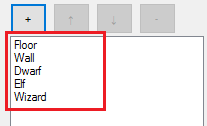 + ↑ ↓ -
Floor
Wall
Dwarf
Elf
Wizard